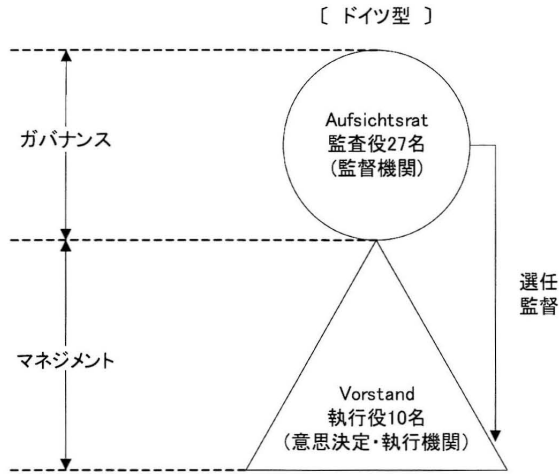 〔 ドイツ型 〕
ガバナンス
Aufsichtsrat
監査役27名
(監督機関)
選任
監督
マネジメント
Vorstand
執行役10名
(意思決定・執行機関)